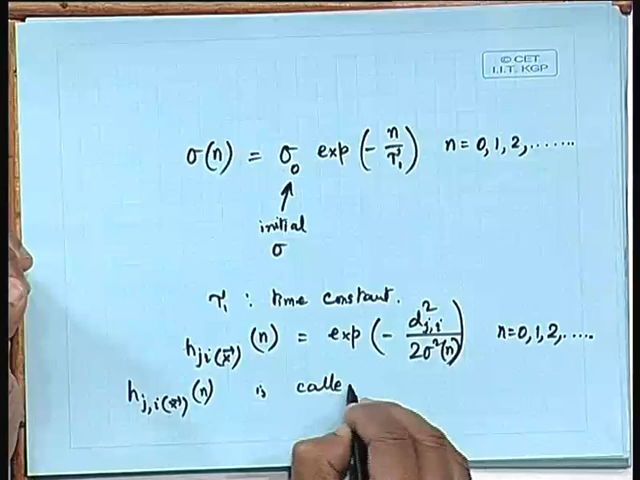 © CET
I.I.T. KGP
σ(n) = σ₀ exp(-n/τ₁) n = 0, 1, 2, .......
initial
σ
τ₁ : time constant.
h_{ji(x⃗)}(n) = exp(-d²_{j,i}/2σ²(n)) n = 0, 1, 2, .....
h_{j,i(x⃗)}(n) is calle